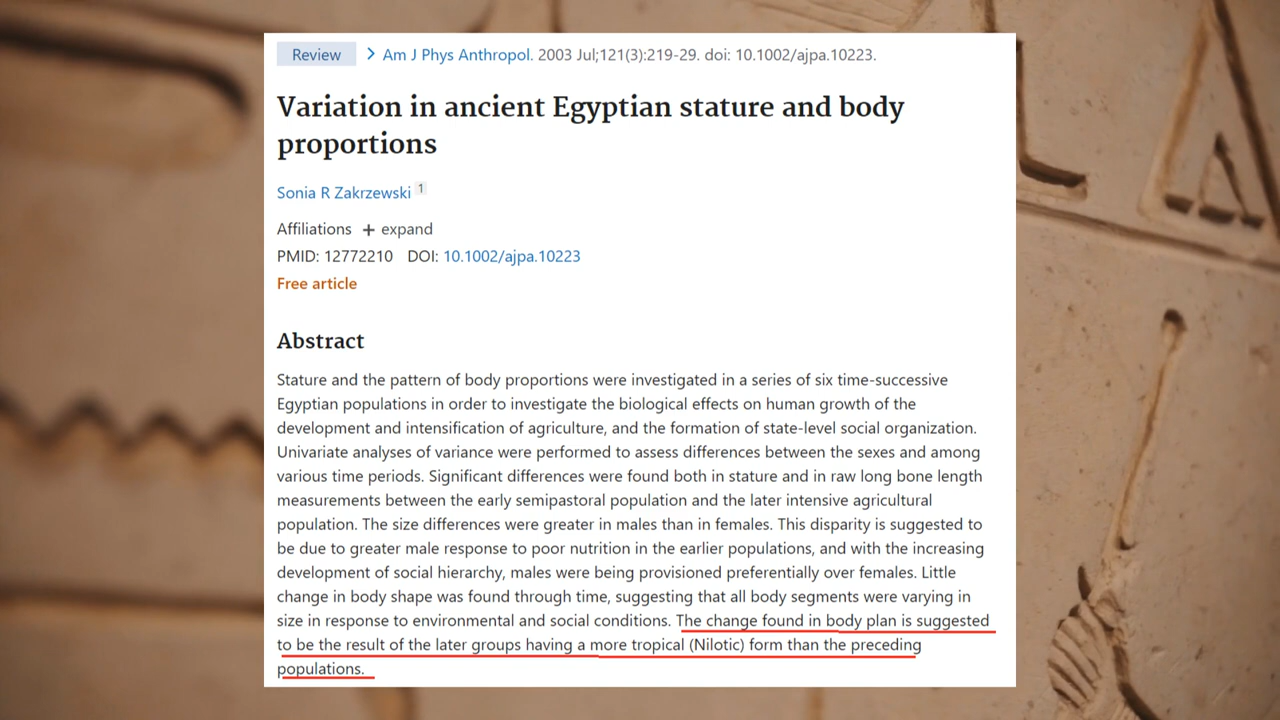 Review > Am J Phys Anthropol. 2003 Jul;121(3):219-29. doi: 10.1002/ajpa.10223.
Variation in ancient Egyptian stature and body
proportions
Sonia R Zakrzewski 1
Affiliations + expand
PMID: 12772210 DOI: 10.1002/ajpa.10223
Free article
Abstract
Stature and the pattern of body proportions were investigated in a series of six time-successive
Egyptian populations in order to investigate the biological effects on human growth of the
development and intensification of agriculture, and the formation of state-level social organization.
Univariate analyses of variance were performed to assess differences between the sexes and among
various time periods. Significant differences were found both in stature and in raw long bone length
measurements between the early semipastoral population and the later intensive agricultural
population. The size differences were greater in males than in females. This disparity is suggested to
be due to greater male response to poor nutrition in the earlier populations, and with the increasing
development of social hierarchy, males were being provisioned preferentially over females. Little
change in body shape was found through time, suggesting that all body segments were varying in
size in response to environmental and social conditions. The change found in body plan is suggested
to be the result of the later groups having a more tropical (Nilotic) form than the preceding
populations.